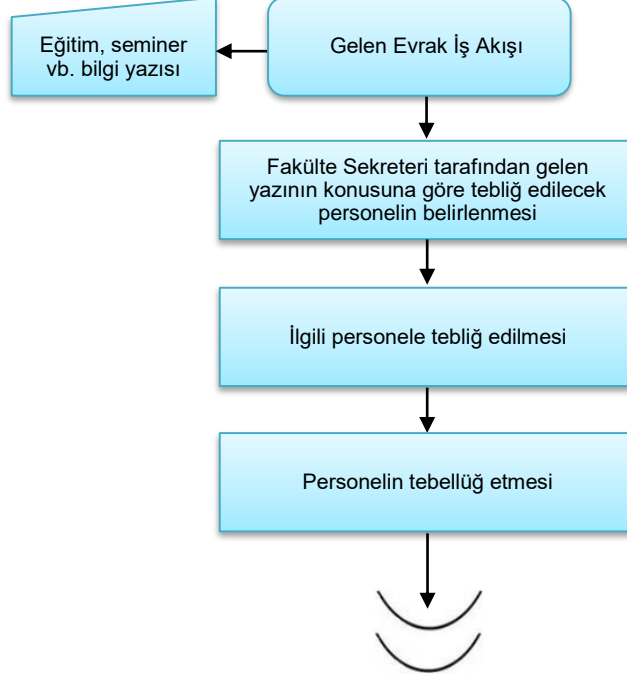 Eğitim, seminer
vb. bilgi yazısı
Gelen Evrak İş Akışı
Fakülte Sekreteri tarafından gelen
yazının konusuna göre tebliğ edilecek
personelin belirlenmesi
İlgili personele tebliğ edilmesi
Personelin tebellüğ etmesi